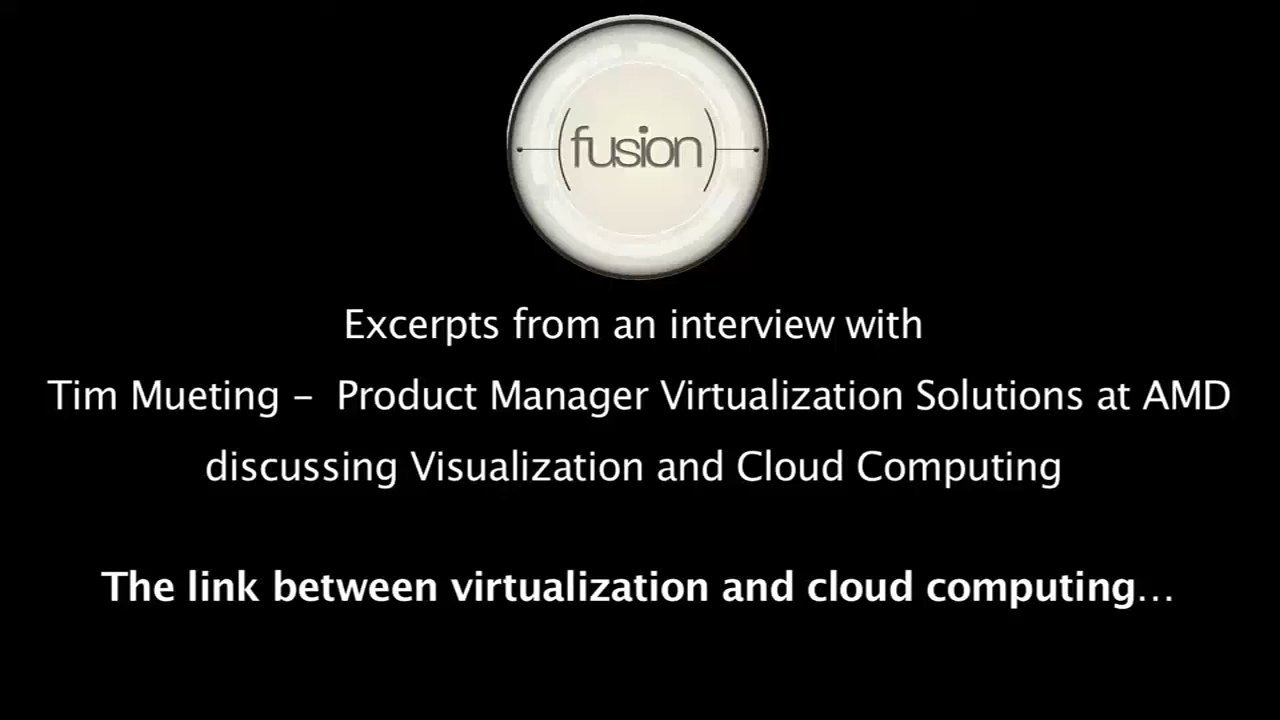 (fusion)
Excerpts from an interview with
Tim Mueting – Product Manager Virtualization Solutions at AMD
discussing Visualization and Cloud Computing
The link between virtualization and cloud computing…